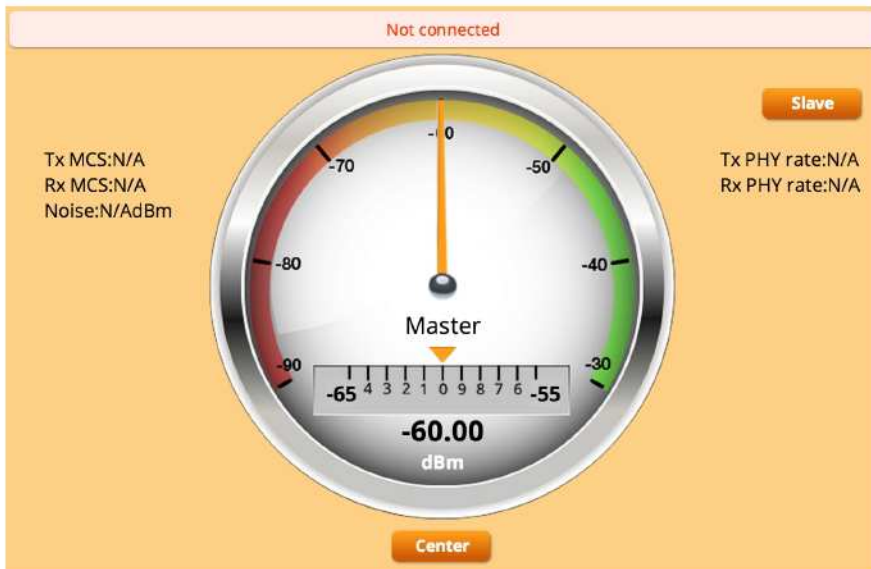 Not connected
Slave
Tx MCS:N/A
Rx MCS:N/A
Noise:N/AdBm
Tx PHY rate:N/A
Rx PHY rate:N/A
-90
-80
-70
-60
-50
-40
-30
Master
-65 4 3 2 1 0 9 8 7 6 -55
-60.00
dBm
Center